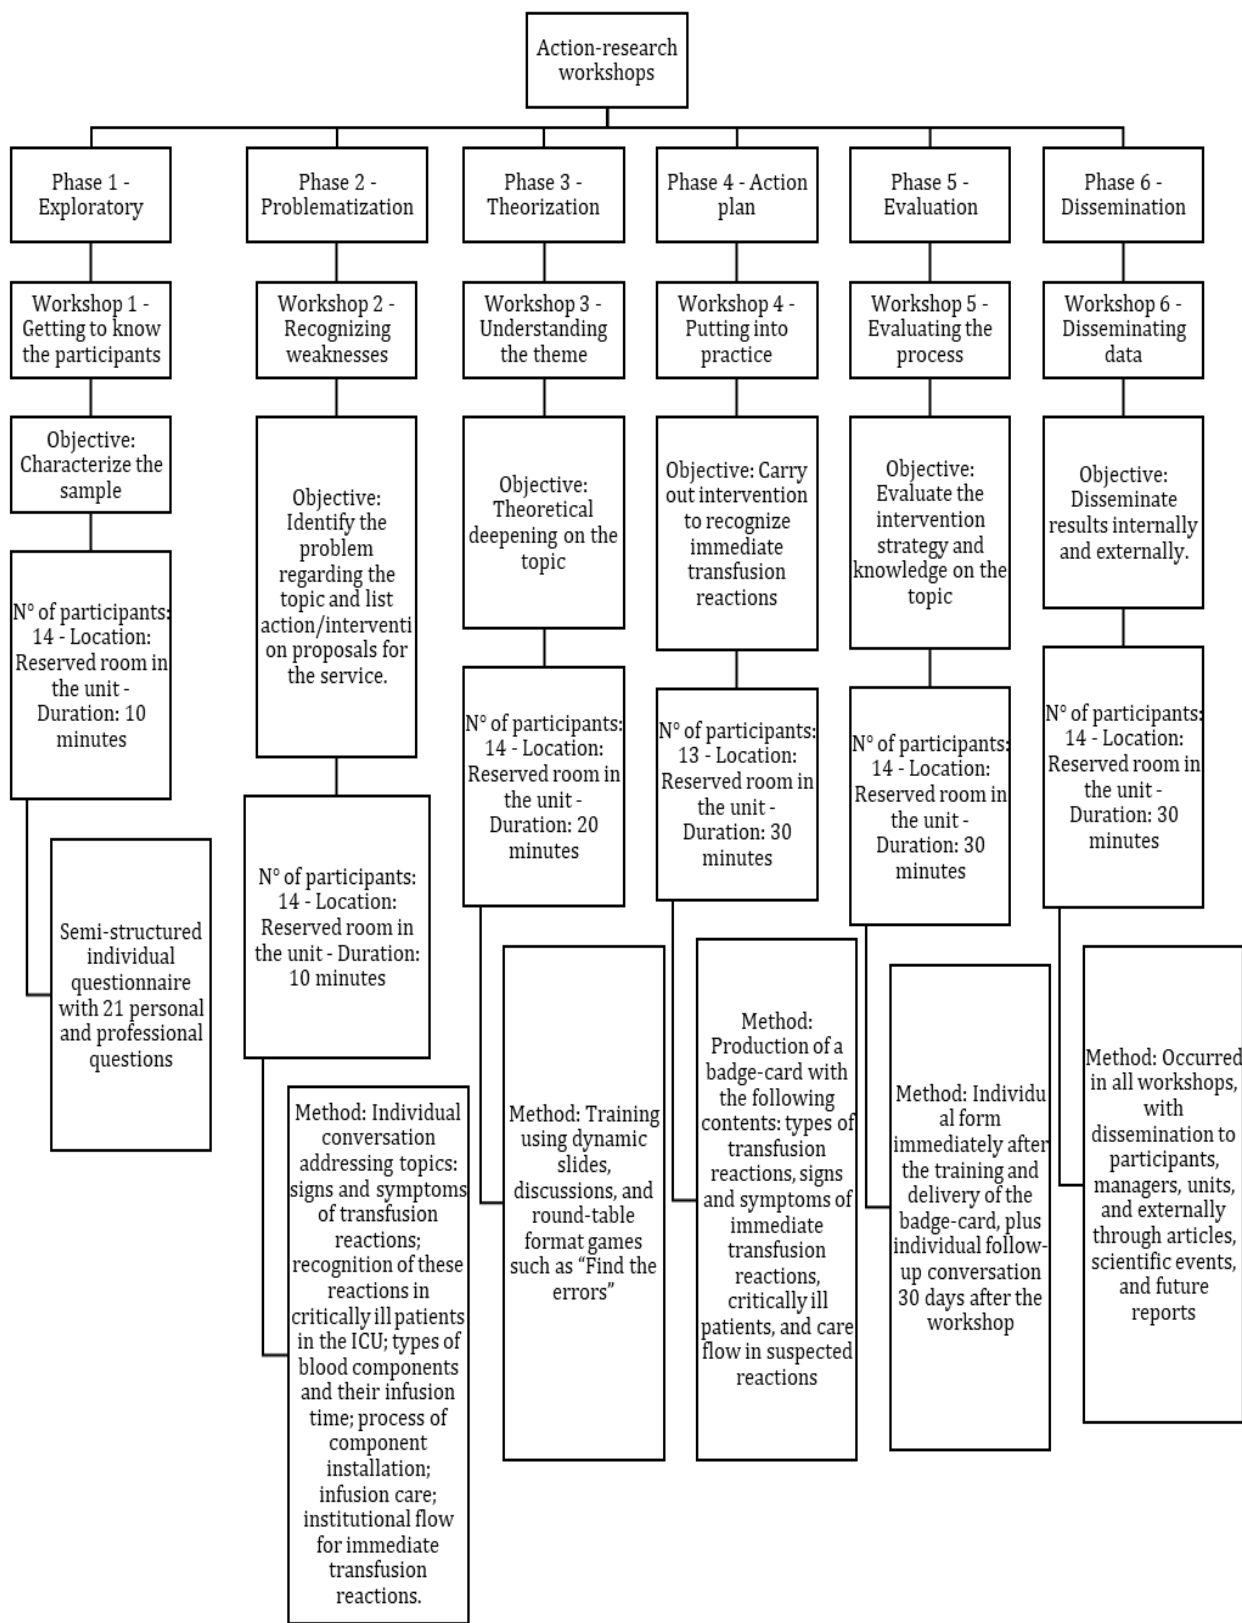 Action-research
workshops
Phase 1 -
Exploratory
Workshop 1 -
Getting to know
the participants
Objective:
Characterize the
sample
N° of participants:
14 - Location:
Reserved room in
the unit -
Duration: 10
minutes
Semi-structured
individual
questionnaire
with 21 personal
and professional
questions
Phase 2 -
Problematization
Workshop 2 -
Recognizing
weaknesses
Objective:
Identify the
problem
regarding the
topic and list
action/interventi
on proposals for
the service.
N° of participants:
14 - Location:
Reserved room in
the unit - Duration:
10 minutes
Method: Individual
conversation
addressing topics:
signs and symptoms
of transfusion
reactions;
recognition of these
reactions in
critically ill patients
in the ICU; types of
blood components
and their infusion
time; process of
component
installation;
infusion care;
institutional flow
for immediate
transfusion
reactions.
Phase 3 -
Theorization
Workshop 3 -
Understanding
the theme
Objective:
Theoretical
deepening on the
topic
N° of participants:
14 - Location:
Reserved room in
the unit -
Duration: 20
minutes
Method: Training
using dynamic
slides,
discussions, and
round-table
format games
such as “Find the
errors”
Phase 4 - Action
plan
Workshop 4 -
Putting into
practice
Objective: Carry
out intervention
to recognize
immediate
transfusion
reactions
N° of participants:
13 - Location:
Reserved room in
the unit -
Duration: 30
minutes
Method:
Production of a
badge-card with
the following
contents: types of
transfusion
reactions, signs
and symptoms of
immediate
transfusion
reactions,
critically ill
patients, and care
flow in suspected
reactions
Phase 5 -
Evaluation
Workshop 5 -
Evaluating the
process
Objective:
Evaluate the
intervention
strategy and
knowledge on the
topic
N° of participants:
14 - Location:
Reserved room in
the unit -
Duration: 30
minutes
Method: Individu
al form
immediately after
the training and
delivery of the
badge-card, plus
individual follow-
up conversation
30 days after the
workshop
Phase 6 -
Dissemination
Workshop 6 -
Disseminating
data
Objective:
Disseminate
results internally
and externally.
N° of participants:
14 - Location:
Reserved room in
the unit -
Duration: 30
minutes
Method: Occurred
in all workshops,
with
dissemination to
participants,
managers, units,
and externally
through articles,
scientific events,
and future
reports